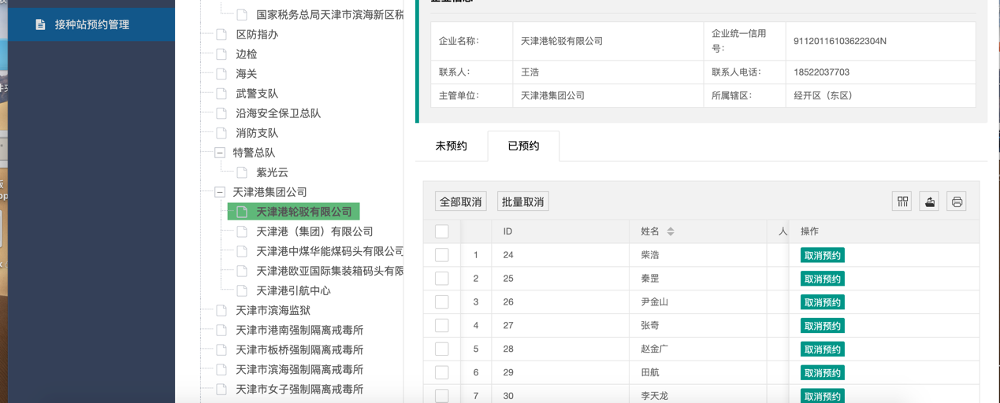 接种站预约管理
国家税务总局天津市滨海新区税
区防指办
边检
海关
武警支队
沿海安全保卫总队
消防支队
特警总队
紫光云
天津港集团公司
天津港轮驳有限公司
天津港（集团）有限公司
天津港中煤华能煤码头有限公司
天津港欧亚国际集装箱码头有限
天津港引航中心
天津市滨海监狱
天津市港南强制隔离戒毒所
天津市板桥强制隔离戒毒所
天津市滨海强制隔离戒毒所
天津市女子强制隔离戒毒所
企业信息
企业名称： 天津港轮驳有限公司 企业统一信用号： 91120116103622304N
联系人： 王浩 联系人电话： 18522037703
主管单位： 天津港集团公司 所属辖区： 经开区（东区）
未预约 已预约
全部取消 批量取消
ID 姓名 人 操作
1 24 柴浩 取消预约
2 25 秦罡 取消预约
3 26 尹金山 取消预约
4 27 张奇 取消预约
5 28 赵金广 取消预约
6 29 田航 取消预约
7 30 李天龙 取消预约